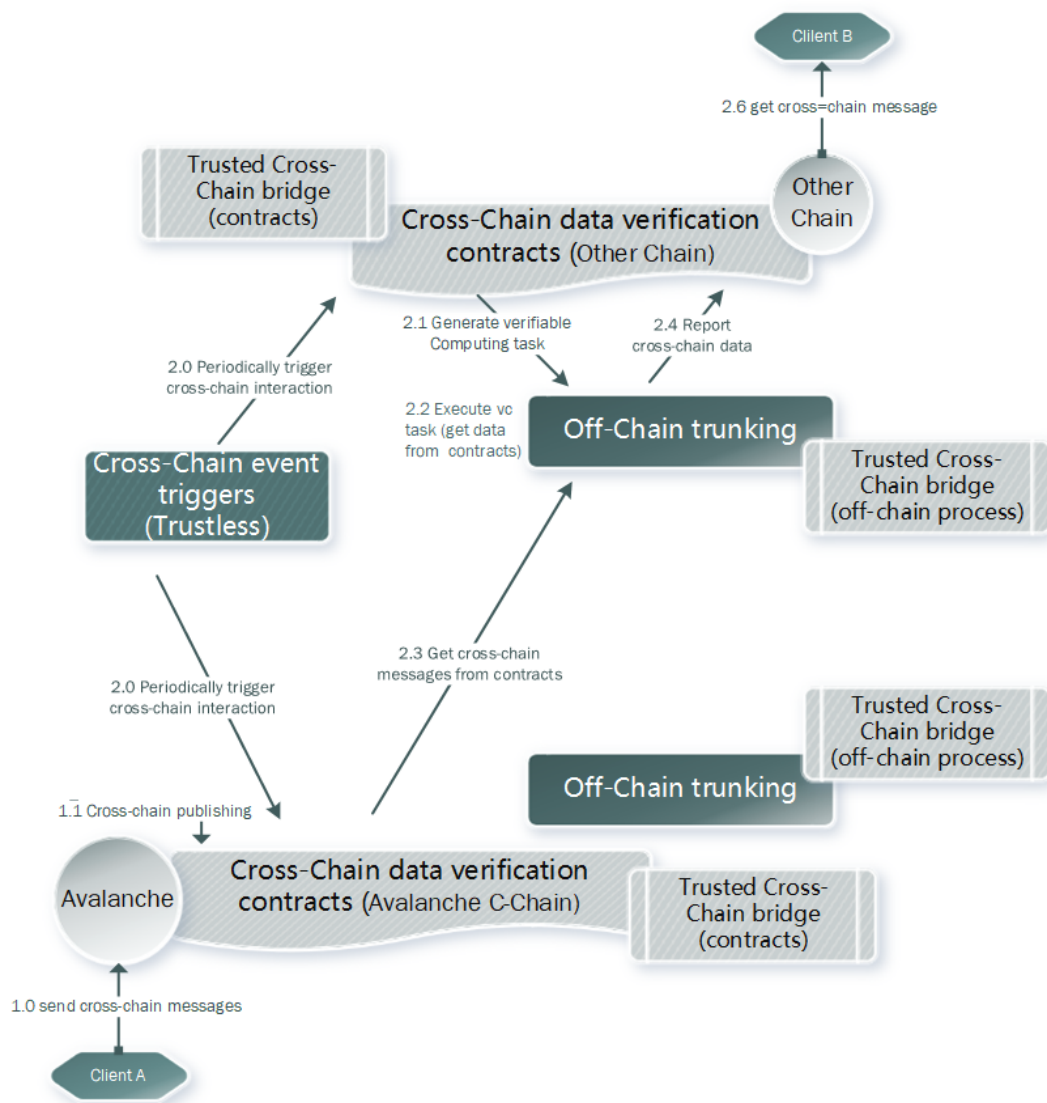 Clilent B
2.6 get cross=chain message
Trusted Cross-
Chain bridge
(contracts)
Other
Chain
Cross-Chain data verification
contracts (Other Chain)
2.1 Generate verifiable
Computing task
2.4 Report
cross-chain data
2.0 Periodically trigger
cross-chain interaction
2.2 Execute vc
task (get data
from contracts)
Off-Chain trunking
Trusted Cross-
Chain bridge
(off-chain process)
Cross-Chain event
triggers
(Trustless)
2.3 Get cross-chain
messages from contracts
2.0 Periodically trigger
cross-chain interaction
Trusted Cross-
Chain bridge
(off-chain process)
Off-Chain trunking
1.1 Cross-chain publishing
Avalanche
Cross-Chain data verification
contracts (Avalanche C-Chain)
Trusted Cross-
Chain bridge
(contracts)
1.0 send cross-chain messages
Client A